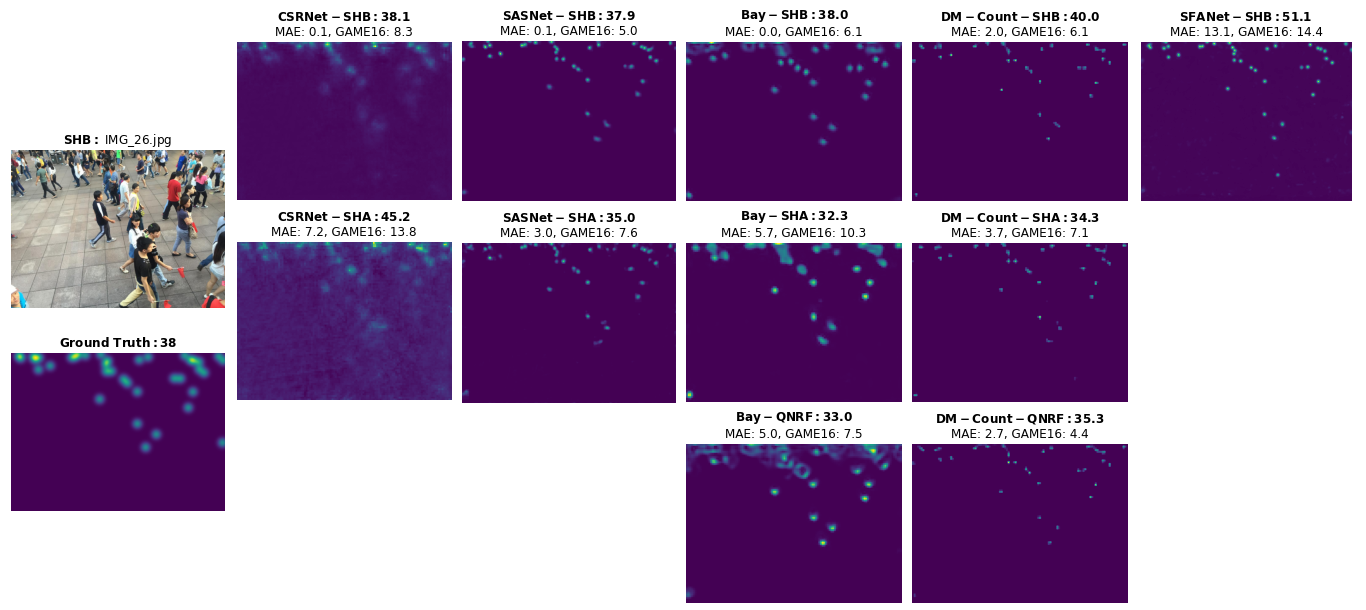 CSRNet − SHB: 38.1
MAE: 0.1, GAME16: 8.3
SASNet − SHB: 37.9
MAE: 0.1, GAME16: 5.0
Bay − SHB: 38.0
MAE: 0.0, GAME16: 6.1
DM − Count − SHB: 40.0
MAE: 2.0, GAME16: 6.1
SFANet − SHB: 51.1
MAE: 13.1, GAME16: 14.4
SHB: IMG_26.jpg
CSRNet − SHA: 45.2
MAE: 7.2, GAME16: 13.8
SASNet − SHA: 35.0
MAE: 3.0, GAME16: 7.6
Bay − SHA: 32.3
MAE: 5.7, GAME16: 10.3
DM − Count − SHA: 34.3
MAE: 3.7, GAME16: 7.1
Ground Truth: 38
Bay − QNRF: 33.0
MAE: 5.0, GAME16: 7.5
DM − Count − QNRF: 35.3
MAE: 2.7, GAME16: 4.4